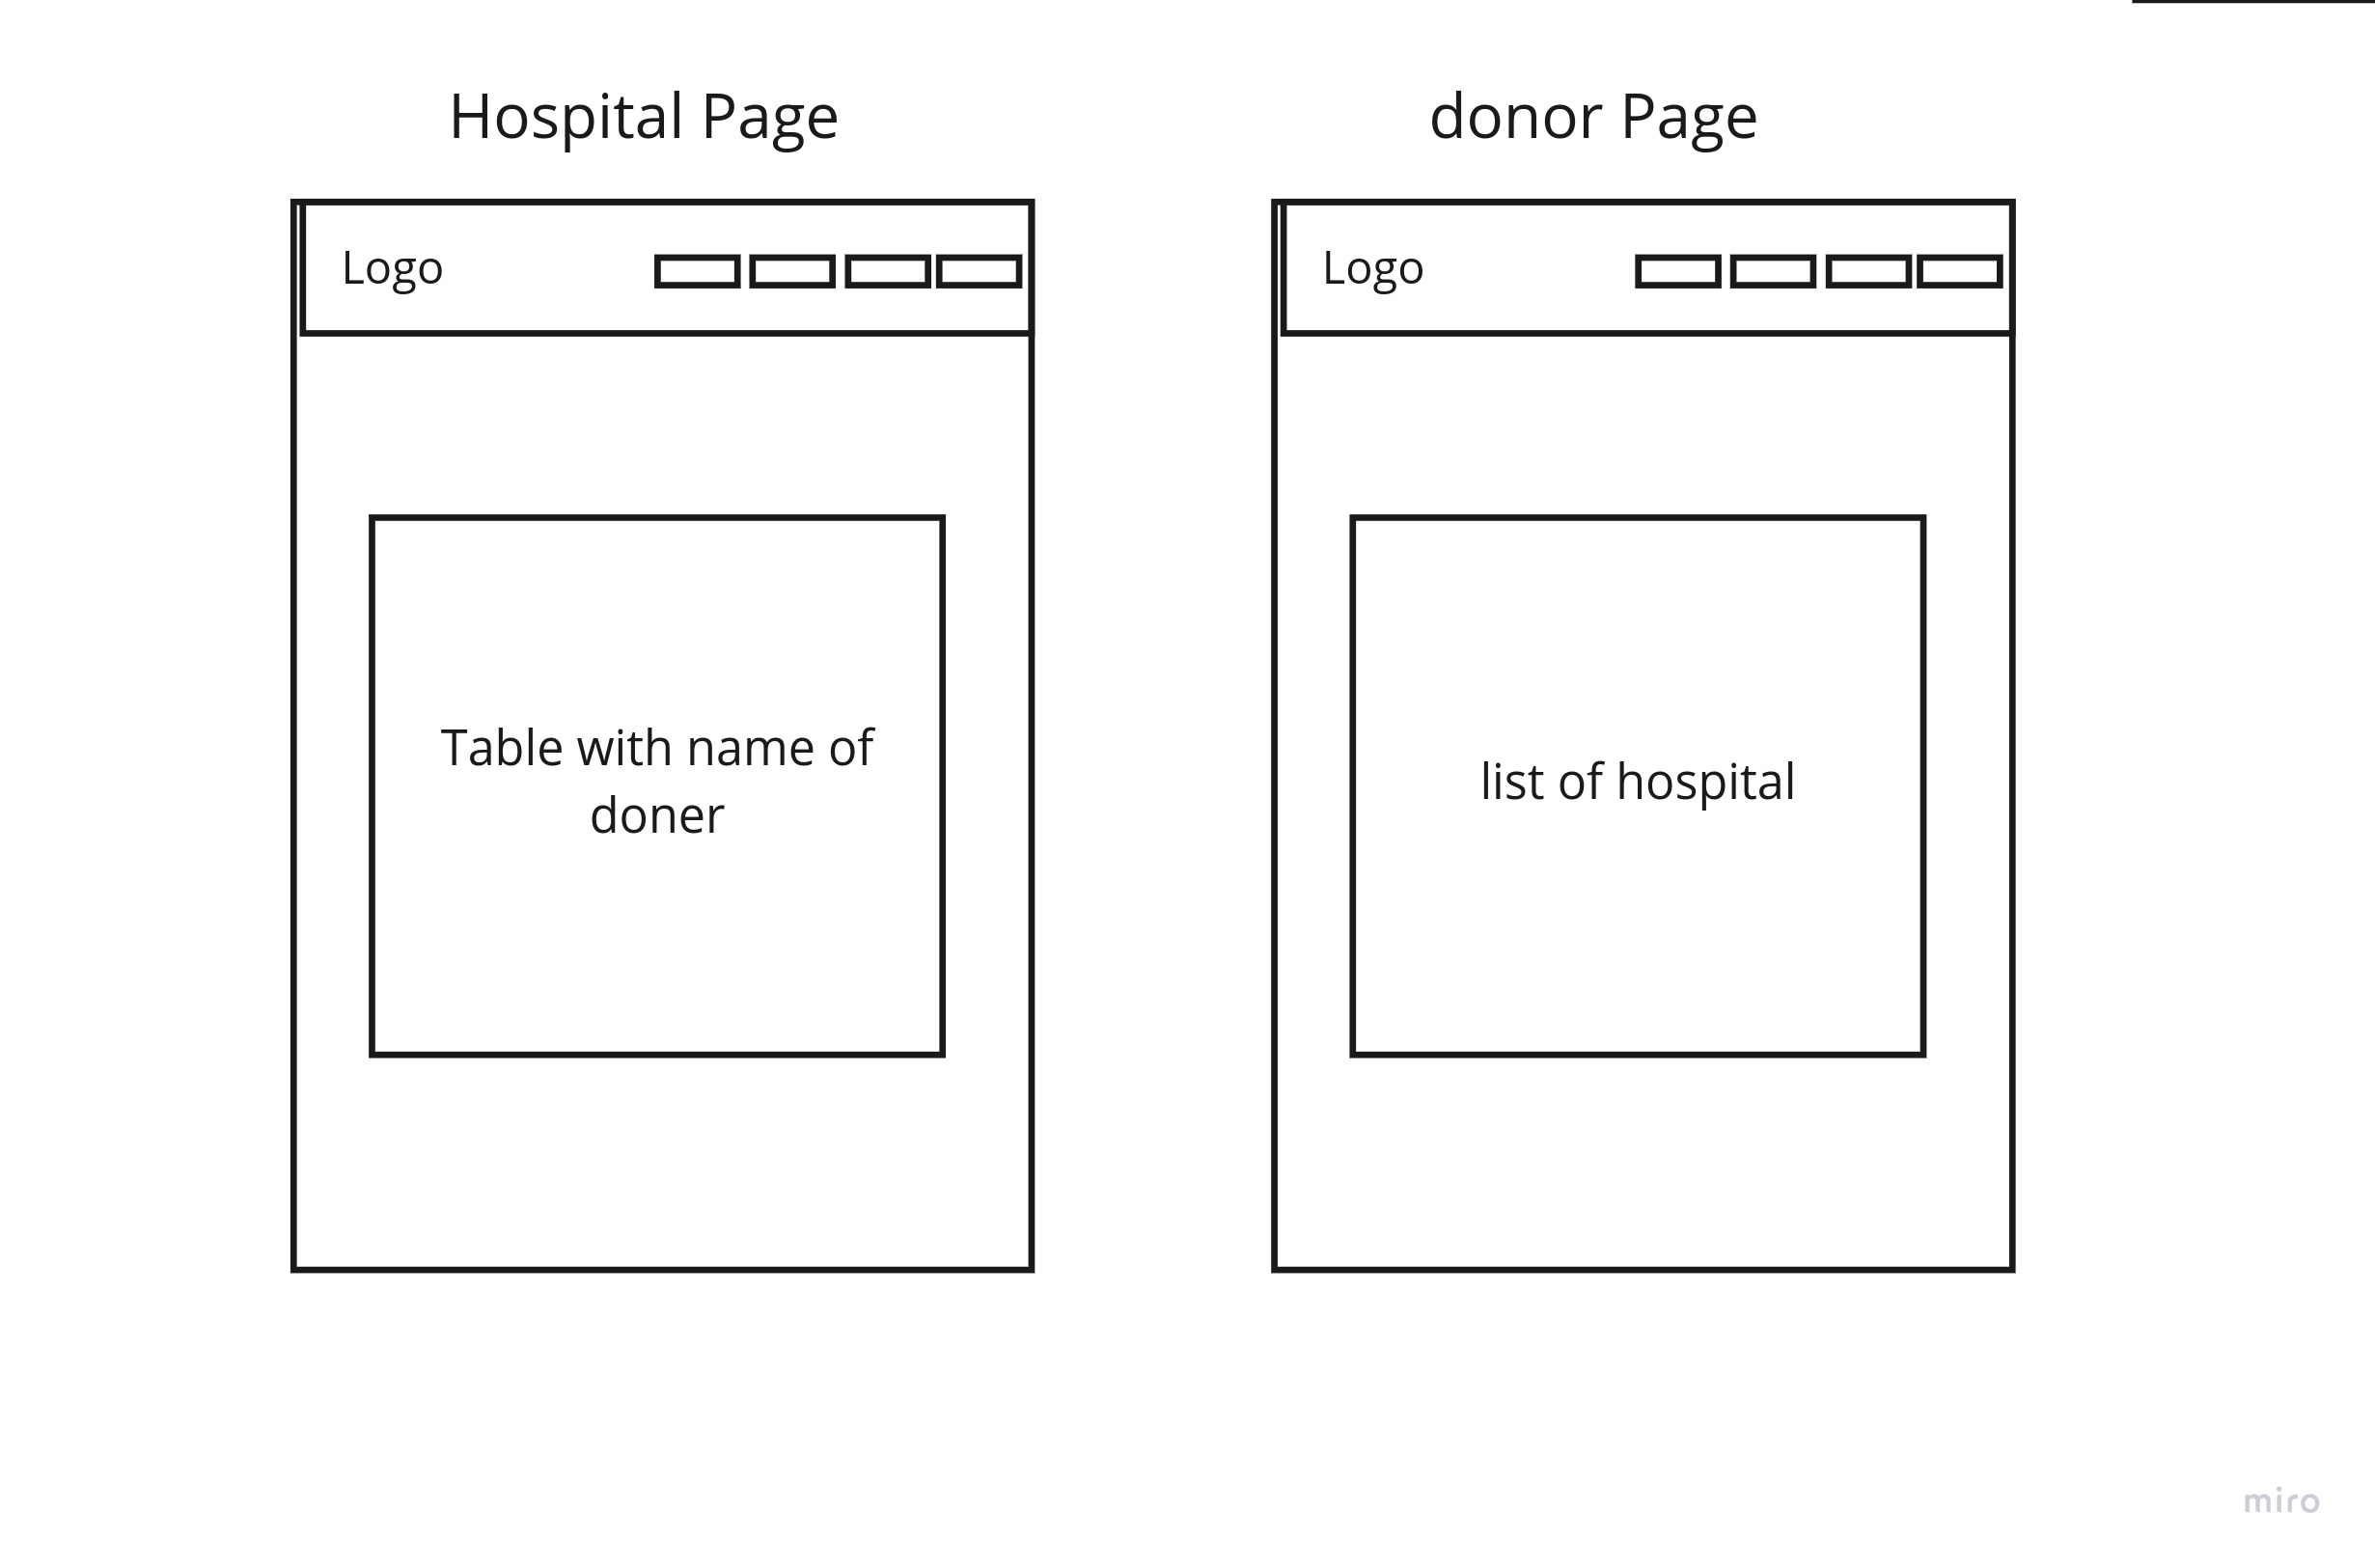 Hospital Page
donor Page
Logo
Logo
Table with name of
doner
list of hospital
miro